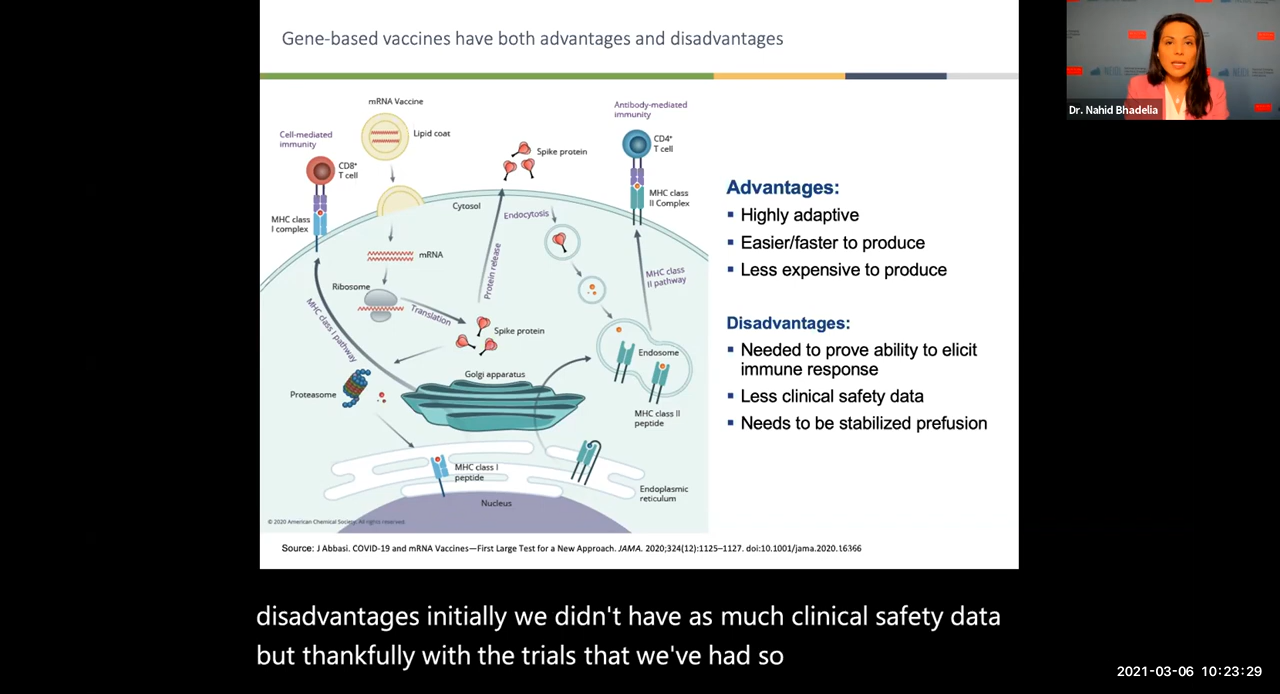 Gene-based vaccines have both advantages and disadvantages
Dr. Nahid Bhadelia
mRNA Vaccine
Lipid coat
Cell-mediated
immunity
CD8+
T cell
MHC class
I complex
Antibody-mediated
immunity
CD4+
T cell
MHC class
II Complex
Spike protein
Cytosol
Endocytosis
mRNA
Protein release
MHC class
II pathway
Ribosome
Translation
MHC class I pathway
Spike protein
Endosome
Golgi apparatus
Proteasome
MHC class II
peptide
MHC class I
peptide
Endoplasmic
reticulum
Nucleus
© 2020 American Chemical Society. All rights reserved.
Advantages:
▪ Highly adaptive
▪ Easier/faster to produce
▪ Less expensive to produce
Disadvantages:
▪ Needed to prove ability to elicit
immune response
▪ Less clinical safety data
▪ Needs to be stabilized prefusion
Source: J Abbasi. COVID-19 and mRNA Vaccines—First Large Test for a New Approach. JAMA. 2020;324(12):1125–1127. doi:10.1001/jama.2020.16366
disadvantages initially we didn't have as much clinical safety data
but thankfully with the trials that we've had so
2021-03-06 10:23:29